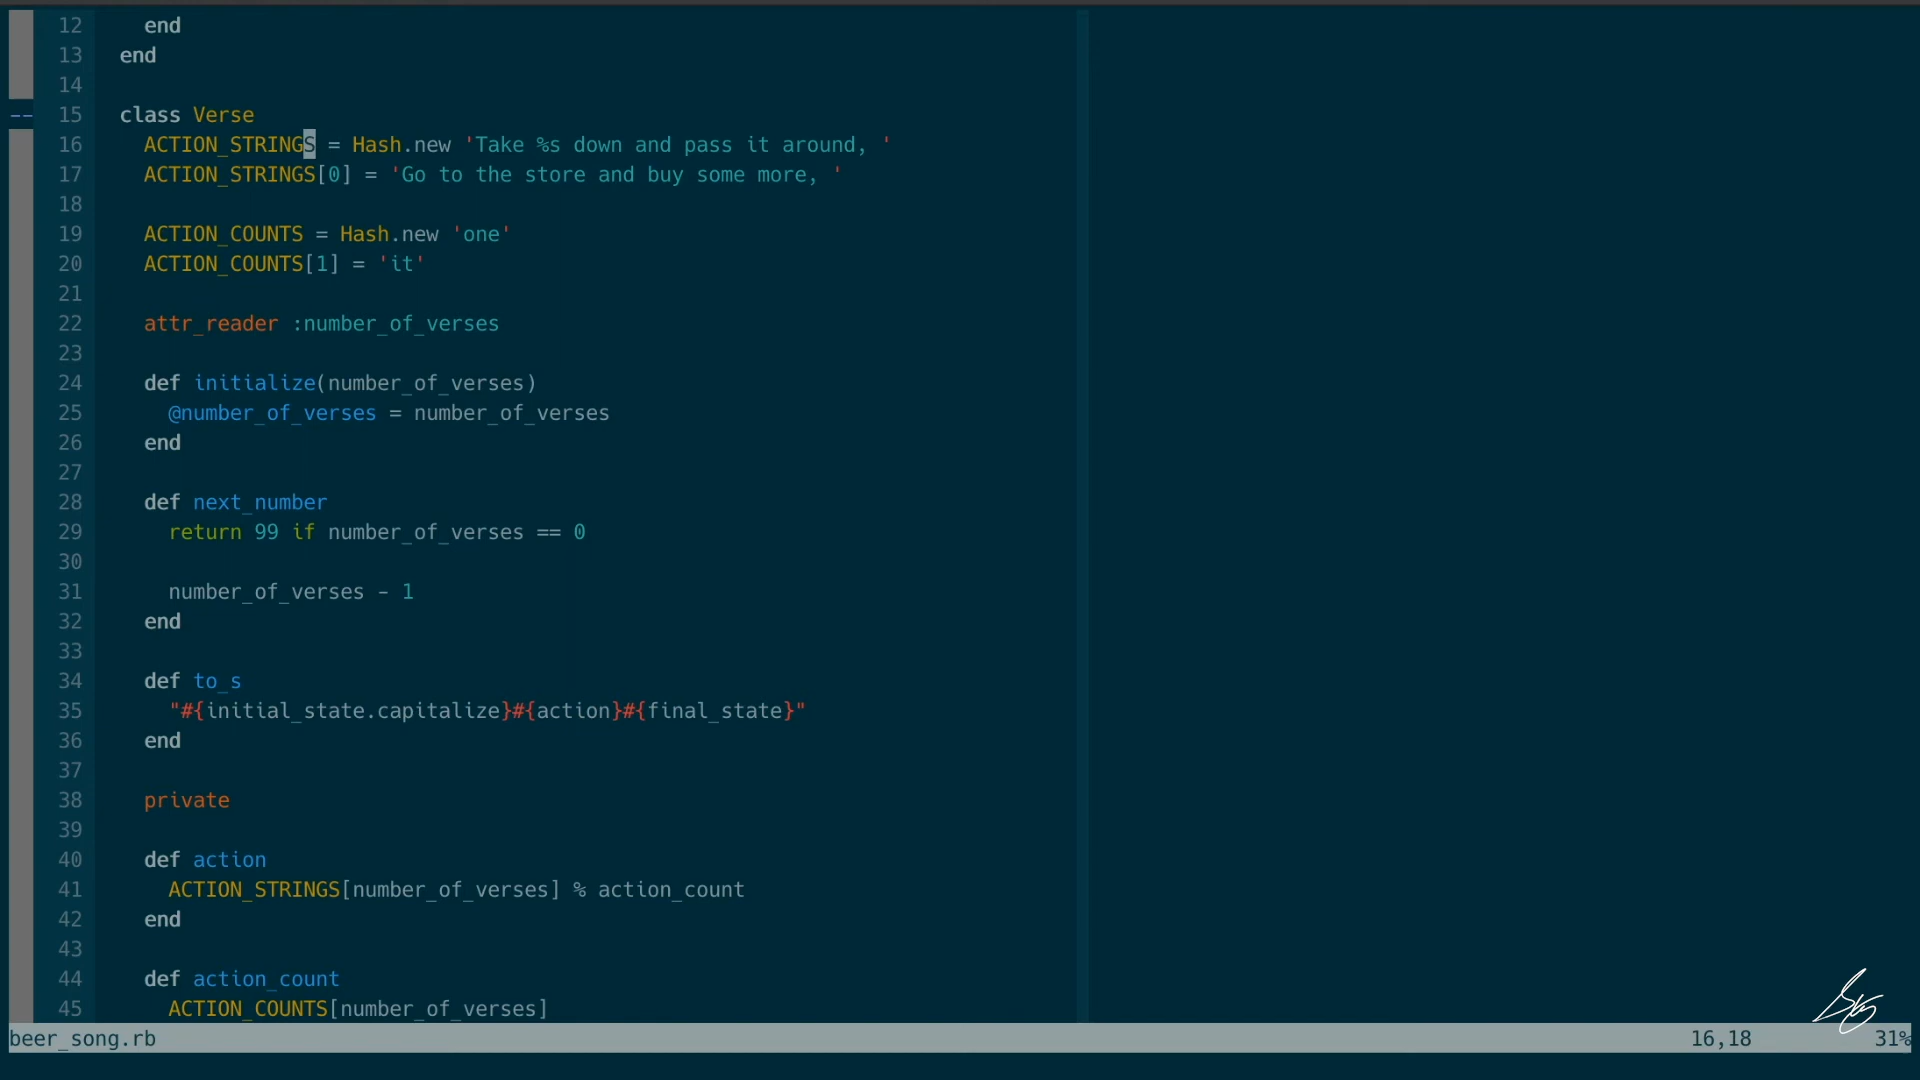 12 end
13 end
14
15 class Verse
16 ACTION_STRINGS = Hash.new 'Take %s down and pass it around, '
17 ACTION_STRINGS[0] = 'Go to the store and buy some more, '
18
19 ACTION_COUNTS = Hash.new 'one'
20 ACTION_COUNTS[1] = 'it'
21
22 attr_reader :number_of_verses
23
24 def initialize(number_of_verses)
25 @number_of_verses = number_of_verses
26 end
27
28 def next_number
29 return 99 if number_of_verses == 0
30
31 number_of_verses - 1
32 end
33
34 def to_s
35 "#{initial_state.capitalize}#{action}#{final_state}"
36 end
37
38 private
39
40 def action
41 ACTION_STRINGS[number_of_verses] % action_count
42 end
43
44 def action_count
45 ACTION_COUNTS[number_of_verses]
beer_song.rb 16,18 31%